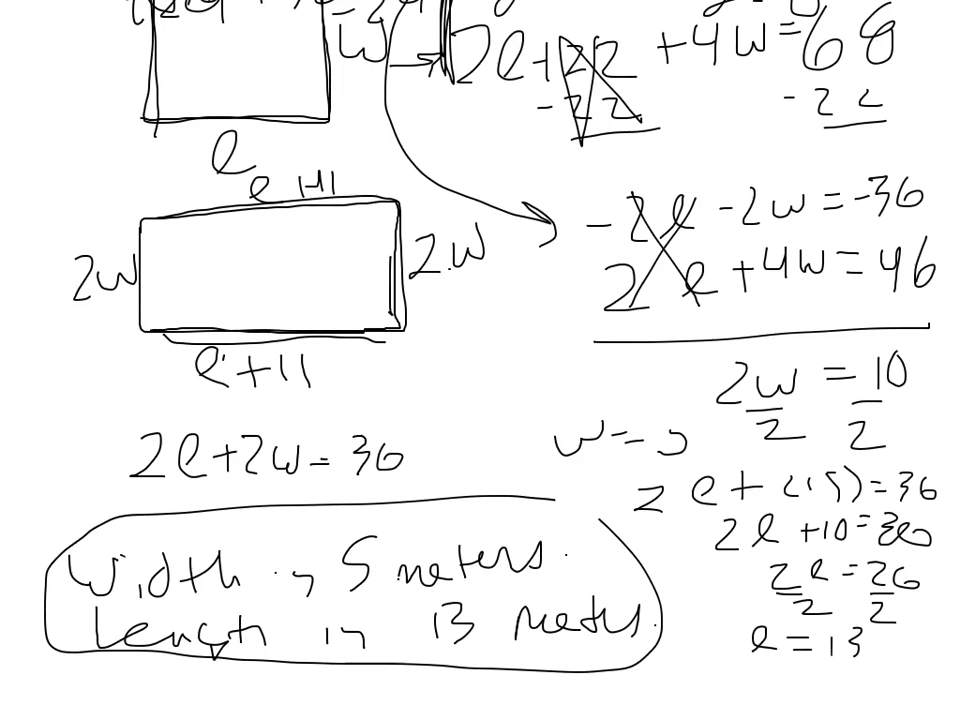 w → 2l+22 +4w=68
-22 -22
l
l+11
-2l -2w=-36
2w 2w
2l +4w=46
l+11
2w = 10
2 2
2l+2w=36
w=5
2l+2(5)=36
2l+10=36
Width is 5 meters.
2l=26
2 2
length is 13 meters.
l=13